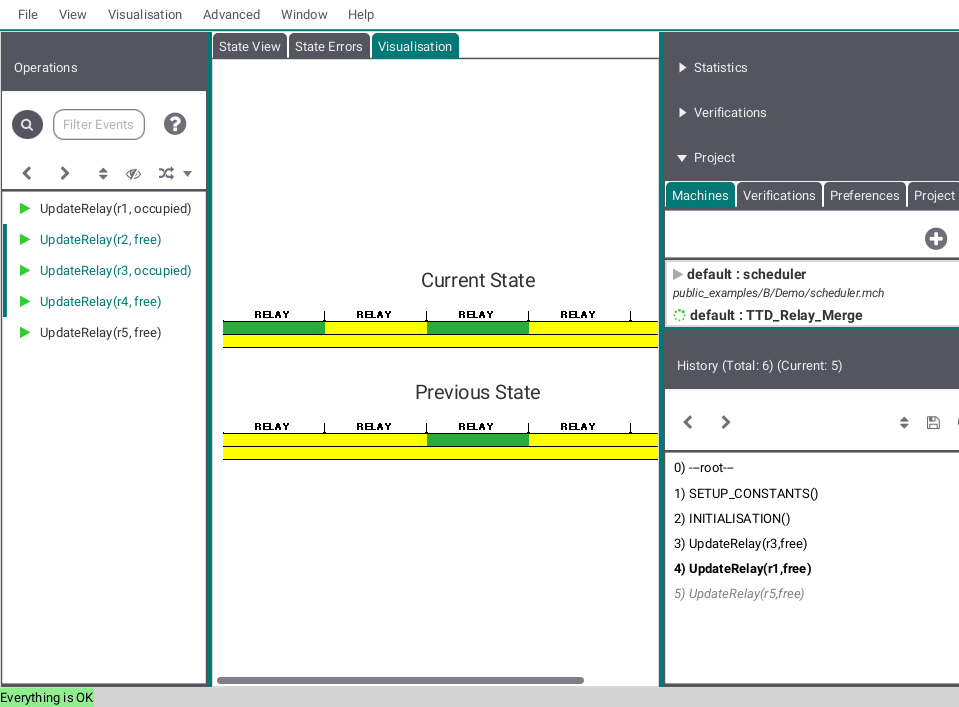 File View Visualisation Advanced Window Help
Operations
Filter Events
?
UpdateRelay(r1, occupied)
UpdateRelay(r2, free)
UpdateRelay(r3, occupied)
UpdateRelay(r4, free)
UpdateRelay(r5, free)
State View State Errors Visualisation
Current State
RELAY RELAY RELAY RELAY
Previous State
RELAY RELAY RELAY RELAY
Statistics
Verifications
Project
Machines Verifications Preferences Project
default : scheduler
public_examples/B/Demo/scheduler.mch
default : TTD_Relay_Merge
History (Total: 6) (Current: 5)
0) ---root---
1) SETUP_CONSTANTS()
2) INITIALISATION()
3) UpdateRelay(r3,free)
4) UpdateRelay(r1,free)
5) UpdateRelay(r5,free)
Everything is OK